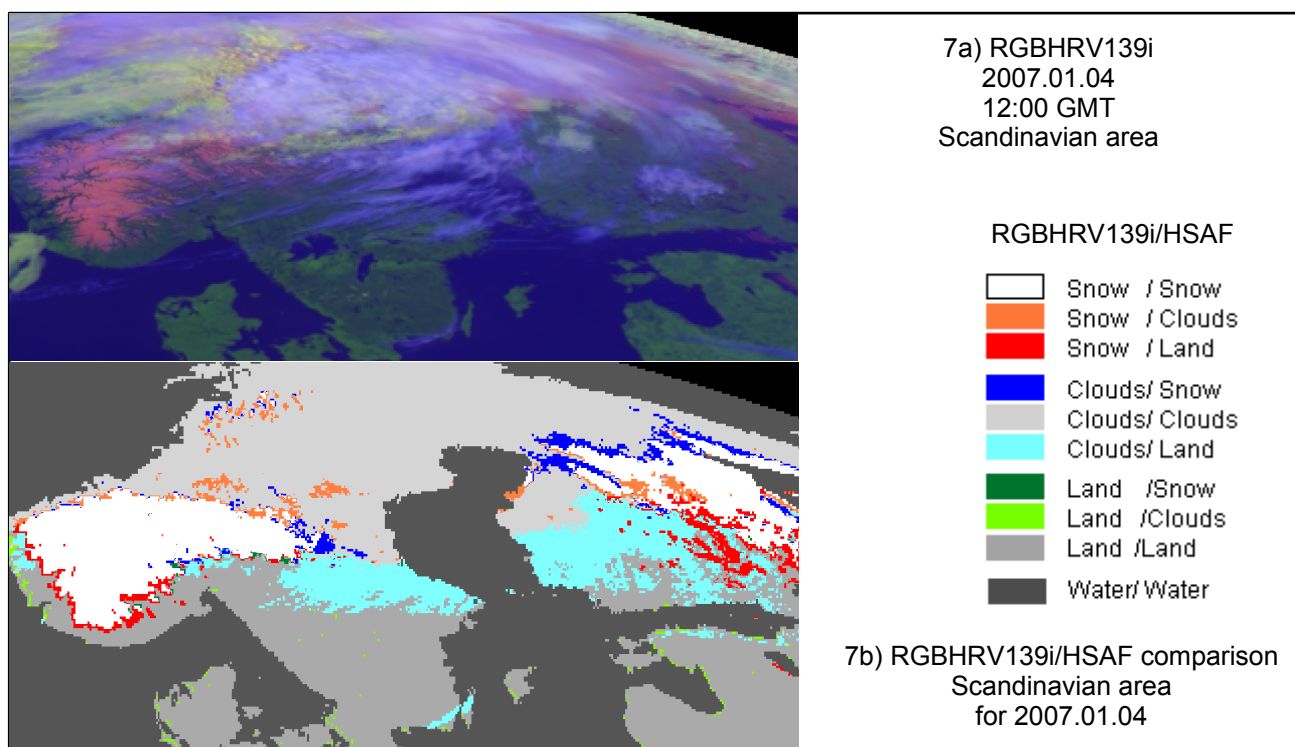 7a) RGBHRV139i
2007.01.04
12:00 GMT
Scandinavian area
RGBHRV139i/HSAF
Snow / Snow
Snow / Clouds
Snow / Land
Clouds/ Snow
Clouds/ Clouds
Clouds/ Land
Land /Snow
Land /Clouds
Land /Land
Water/ Water
7b) RGBHRV139i/HSAF comparison
Scandinavian area
for 2007.01.04